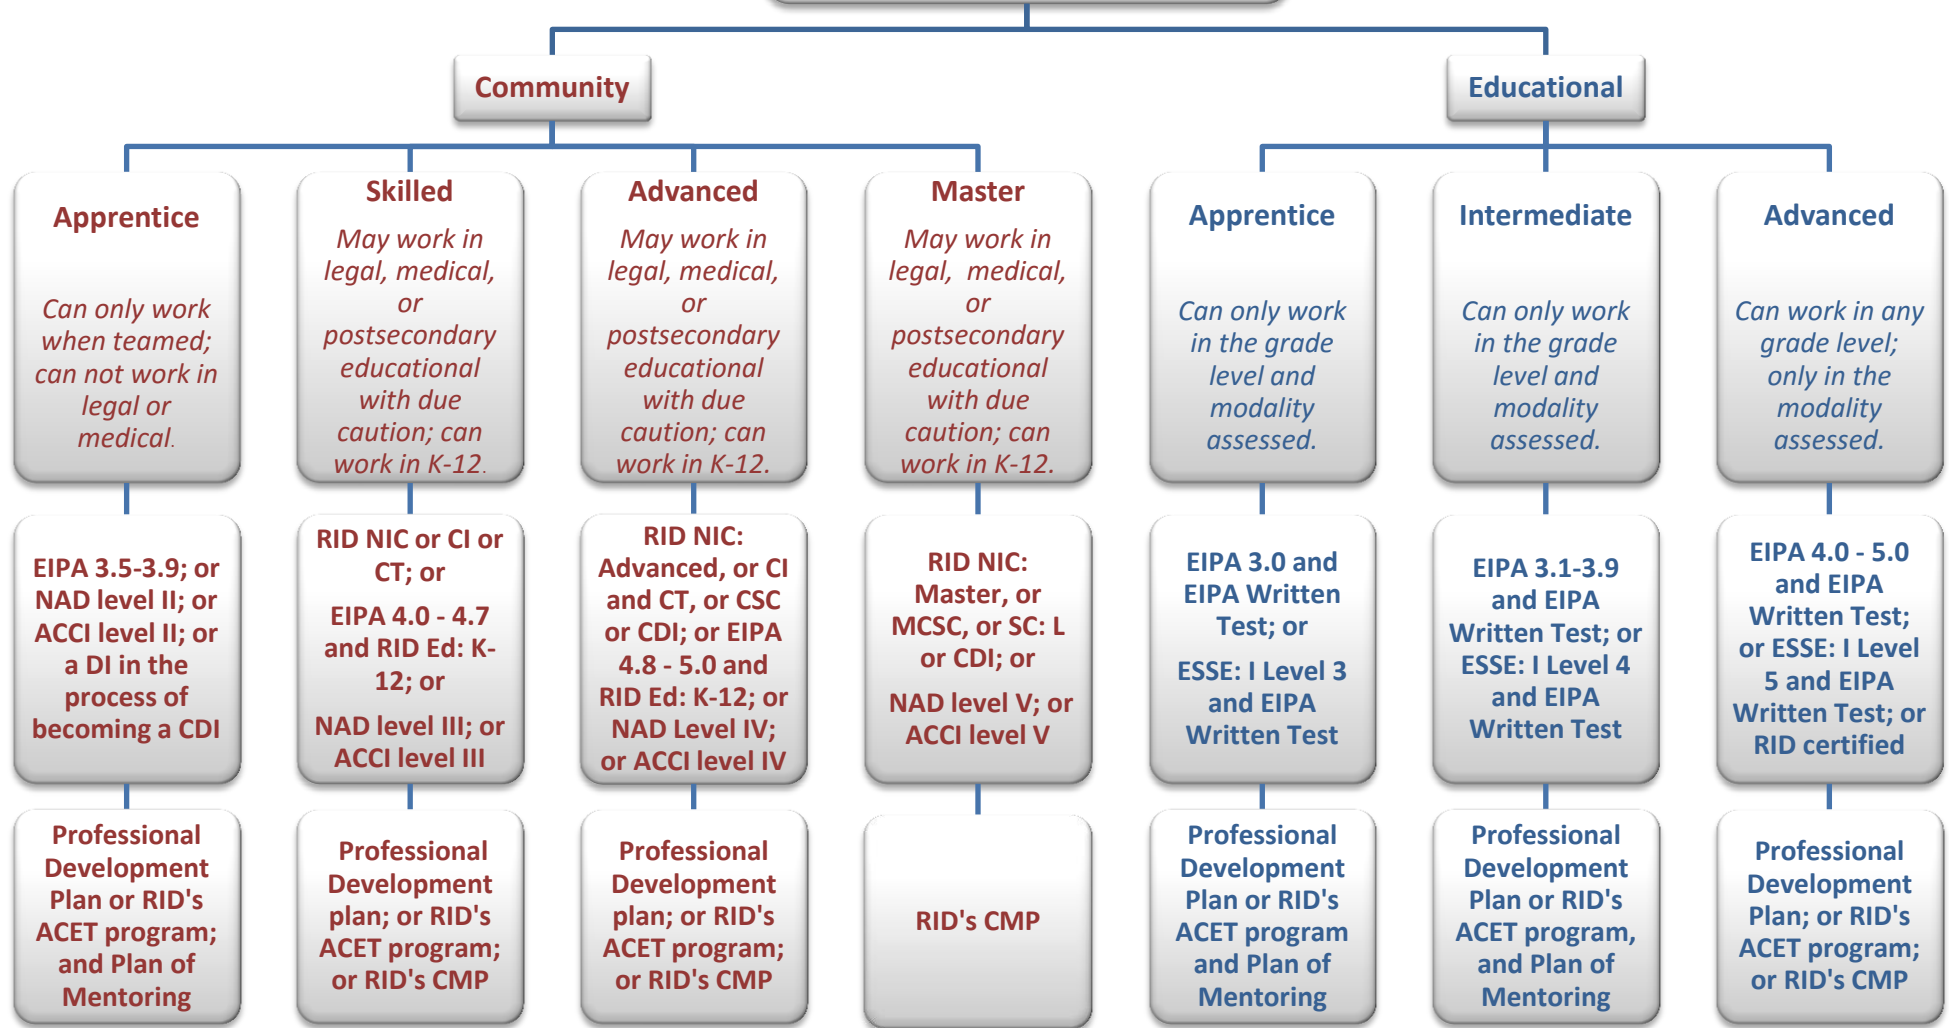 Community
Educational
Apprentice
Can only work
when teamed;
can not work in
legal or
medical.
Skilled
May work in
legal, medical,
or
postsecondary
educational
with due
caution; can
work in K-12.
Advanced
May work in
legal, medical,
or
postsecondary
educational
with due
caution; can
work in K-12.
Master
May work in
legal, medical,
or
postsecondary
educational
with due
caution; can
work in K-12.
Apprentice
Can only work
in the grade
level and
modality
assessed.
Intermediate
Can only work
in the grade
level and
modality
assessed.
Advanced
Can work in any
grade level;
only in the
modality
assessed.
EIPA 3.5-3.9; or
NAD level II; or
ACCI level II; or
a DI in the
process of
becoming a CDI
RID NIC or CI or
CT; or
EIPA 4.0 - 4.7
and RID Ed: K-
12; or
NAD level III; or
ACCI level III
RID NIC:
Advanced, or CI
and CT, or CSC
or CDI; or EIPA
4.8 - 5.0 and
RID Ed: K-12; or
NAD Level IV;
or ACCI level IV
RID NIC:
Master, or
MCSC, or SC: L
or CDI; or
NAD level V; or
ACCI level V
EIPA 3.0 and
EIPA Written
Test; or
ESSE: I Level 3
and EIPA
Written Test
EIPA 3.1-3.9
and EIPA
Written Test; or
ESSE: I Level 4
and EIPA
Written Test
EIPA 4.0 - 5.0
and EIPA
Written Test;
or ESSE: I Level
5 and EIPA
Written Test; or
RID certified
Professional
Development
Plan or RID's
ACET program;
and Plan of
Mentoring
Professional
Development
plan; or RID's
ACET program;
or RID's CMP
Professional
Development
plan; or RID's
ACET program;
or RID's CMP
RID's CMP
Professional
Development
Plan or RID's
ACET program
and Plan of
Mentoring
Professional
Development
Plan or RID's
ACET program,
and Plan of
Mentoring
Professional
Development
Plan; or RID's
ACET program;
or RID's CMP